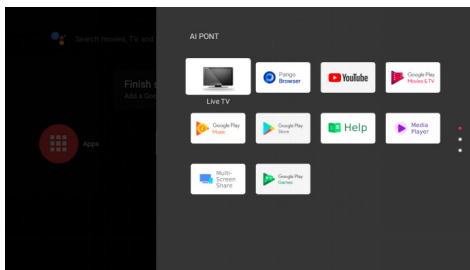 Search movies, TV, and
AI PONT
Finish s
Add a Goo
Apps
Live TV
Pango
Browser
YouTube
Google Play
Movies & TV
Google Play
Music
Google Play
Store
Help
Media
Player
Multi-
Screen
Share
Google Play
Games